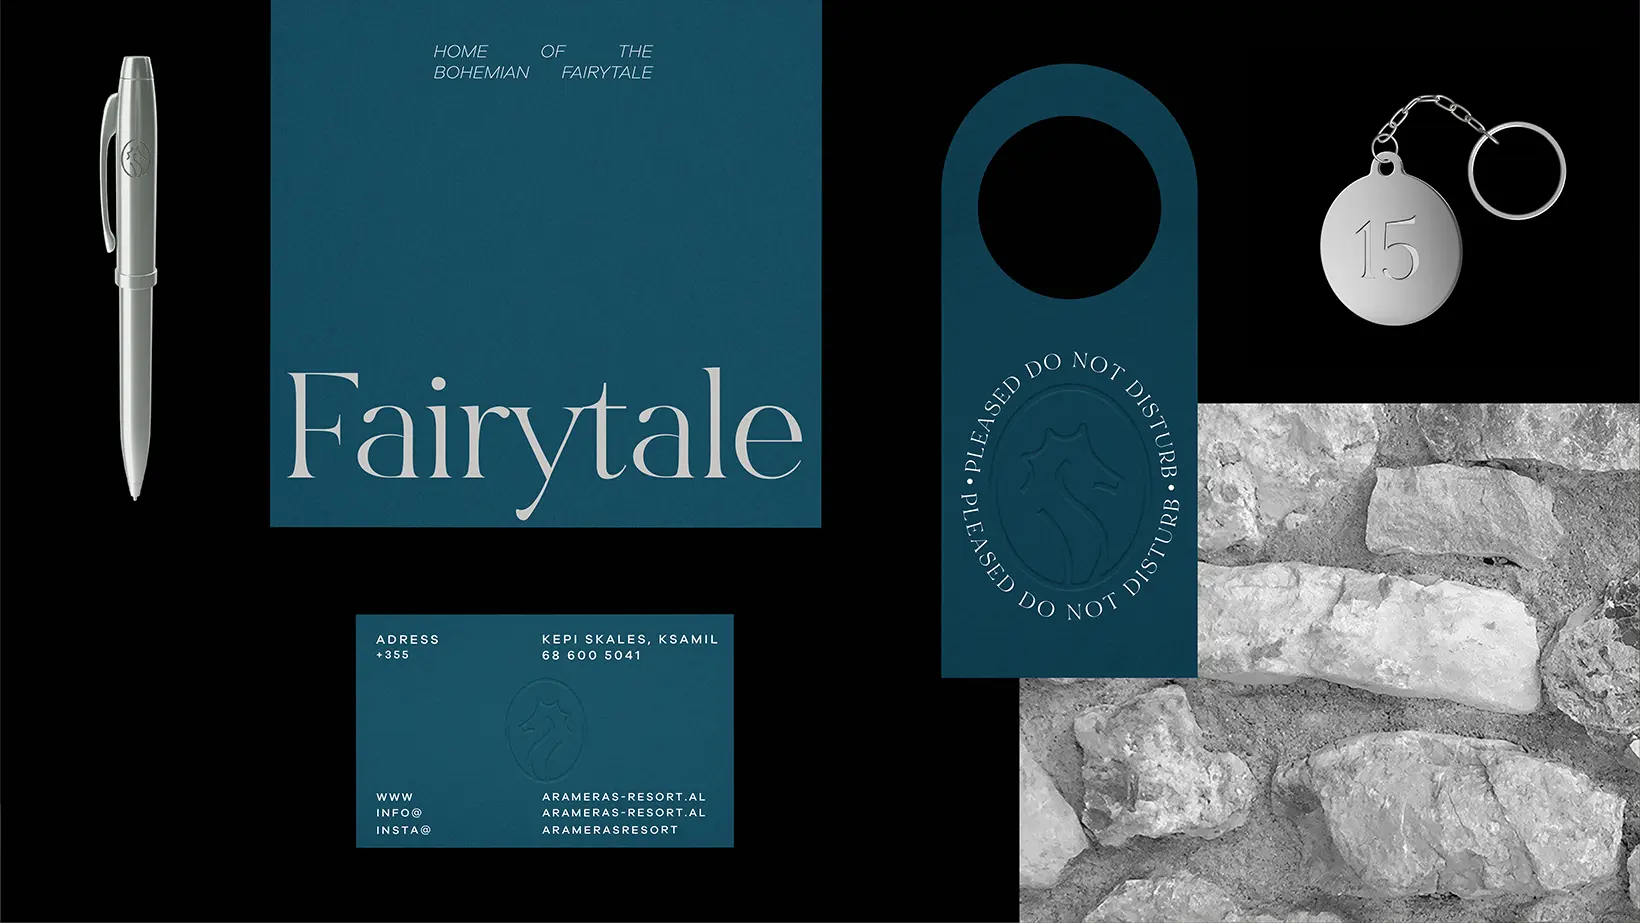 HOME OF THE
BOHEMIAN FAIRYTALE
Fairytale
ADRESS
+355
KEPI SKALES, KSAMIL
68 600 5041
WWW
INFO@
INSTA@
ARAMERAS-RESORT.AL
ARAMERAS-RESORT.AL
ARAMERASRESORT
• PLEASED DO NOT DISTURB • PLEASED DO NOT DISTURB
15